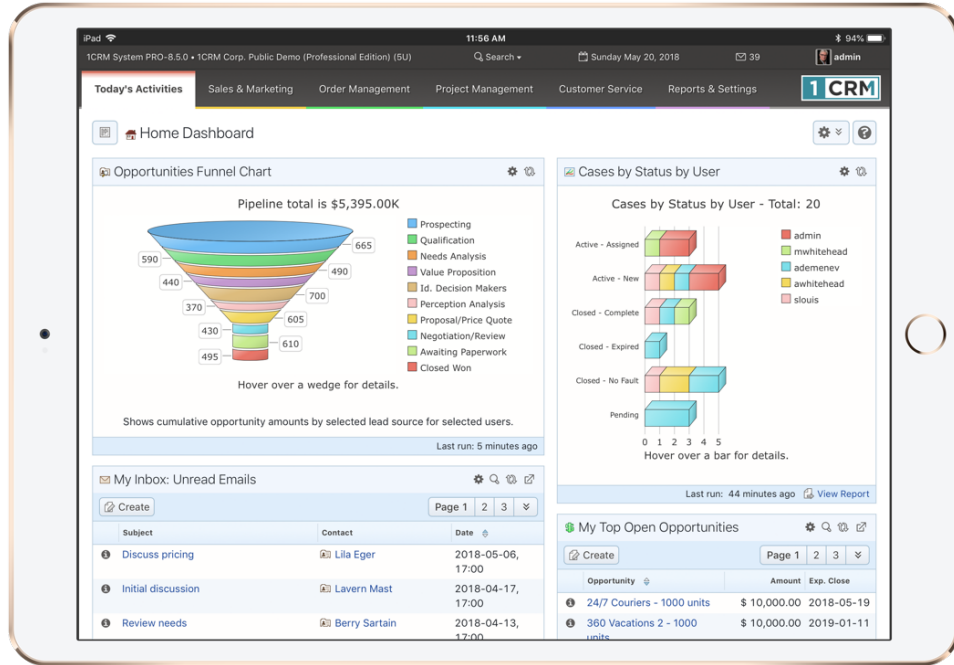 iPad
11:56 AM
94%
1CRM System PRO-8.5.0 • 1CRM Corp. Public Demo (Professional Edition) (5U)
Search
Sunday May 20, 2018
39
admin
Today's Activities
Sales & Marketing
Order Management
Project Management
Customer Service
Reports & Settings
1 CRM
Home Dashboard
Opportunities Funnel Chart
Pipeline total is $5,395.00K
665
590
490
440
700
370
605
430
610
495
Prospecting
Qualification
Needs Analysis
Value Proposition
Id. Decision Makers
Perception Analysis
Proposal/Price Quote
Negotiation/Review
Awaiting Paperwork
Closed Won
Hover over a wedge for details.
Shows cumulative opportunity amounts by selected lead source for selected users.
Last run: 5 minutes ago
Cases by Status by User
Cases by Status by User - Total: 20
Active - Assigned
Active - New
Closed - Complete
Closed - Expired
Closed - No Fault
Pending
0 1 2 3 4 5
admin
mwhitehead
ademenev
awhitehead
slouis
Hover over a bar for details.
Last run: 44 minutes ago View Report
My Inbox: Unread Emails
Create
Page 1 2 3
Subject Contact Date
Discuss pricing Lila Eger 2018-05-06,
17:00
Initial discussion Lavern Mast 2018-04-17,
17:00
Review needs Berry Sartain 2018-04-13,
17:00
My Top Open Opportunities
Create
Page 1 2 3
Opportunity Amount Exp. Close
24/7 Couriers - 1000 units $ 10,000.00 2018-05-19
360 Vacations 2 - 1000 $ 10,000.00 2019-01-11
units